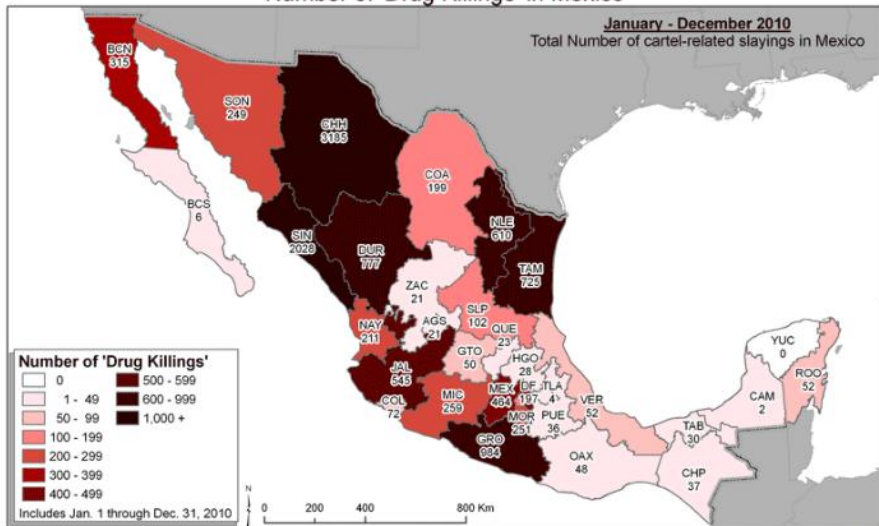 Number of 'Drug Killings' in Mexico
January - December 2010
Total Number of cartel-related slayings in Mexico
BCN
315
SON
249
CHH
3185
COA
199
BCS
6
SIN
2028
DUR
777
NLE
610
TAM
725
ZAC
21
SLP
102
NAY
211
AGS
21
QUE
23
GTO
50
HGO
28
JAL
545
COL
72
MIC
259
MEX
464
DF
197
TLA
4
MOR
251
PUE
36
VER
52
GRO
984
OAX
48
TAB
30
CHP
37
CAM
2
YUC
0
ROO
52
Number of 'Drug Killings'
0
1 - 49
50 - 99
100 - 199
200 - 299
300 - 399
400 - 499
500 - 599
600 - 999
1,000 +
Includes Jan. 1 through Dec. 31, 2010
N
0 200 400 800 Km